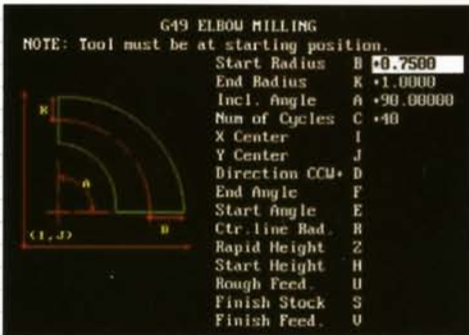 G49 ELBOW MILLING
NOTE: Tool must be at starting position.
Start Radius B +0.7500
End Radius K +1.0000
Incl. Angle A +90.00000
Num of Cycles C +40
X Center I
Y Center J
Direction CCW+ D
End Angle F
Start Angle E
Ctr.line Rad. R
Rapid Height Z
Start Height H
Rough Feed. U
Finish Stock S
Finish Feed. V
K
A
B
(I,J)